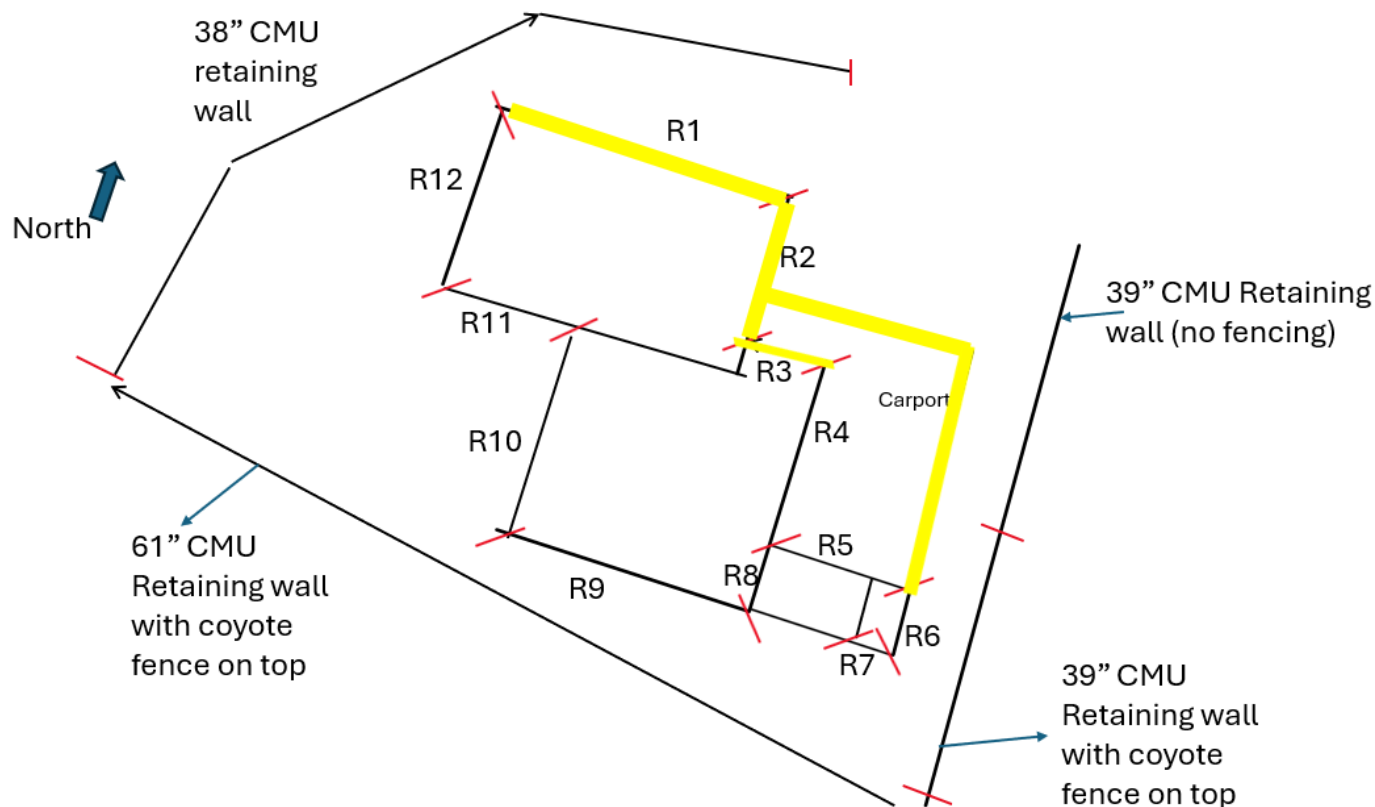 38” CMU
retaining
wall
R1
R12
North
R2
39” CMU Retaining
wall (no fencing)
R11
R3
Carport
R4
R10
61” CMU
Retaining wall
with coyote
fence on top
R5
R8
R9
R6
R7
39” CMU
Retaining wall
with coyote
fence on top